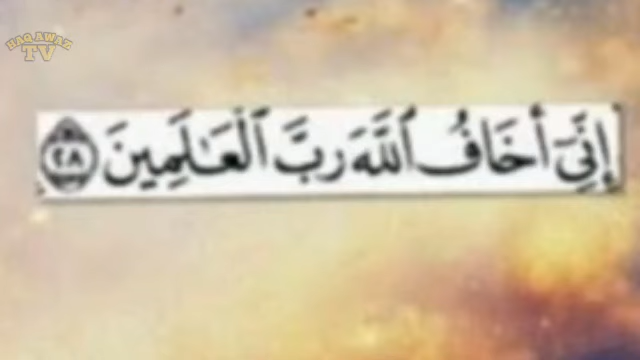 HAQ AWAZ
TV
إِنِّىٓ أَخَافُ ٱللَّهَ رَبَّ ٱلْعَٰلَمِينَ ٢٨